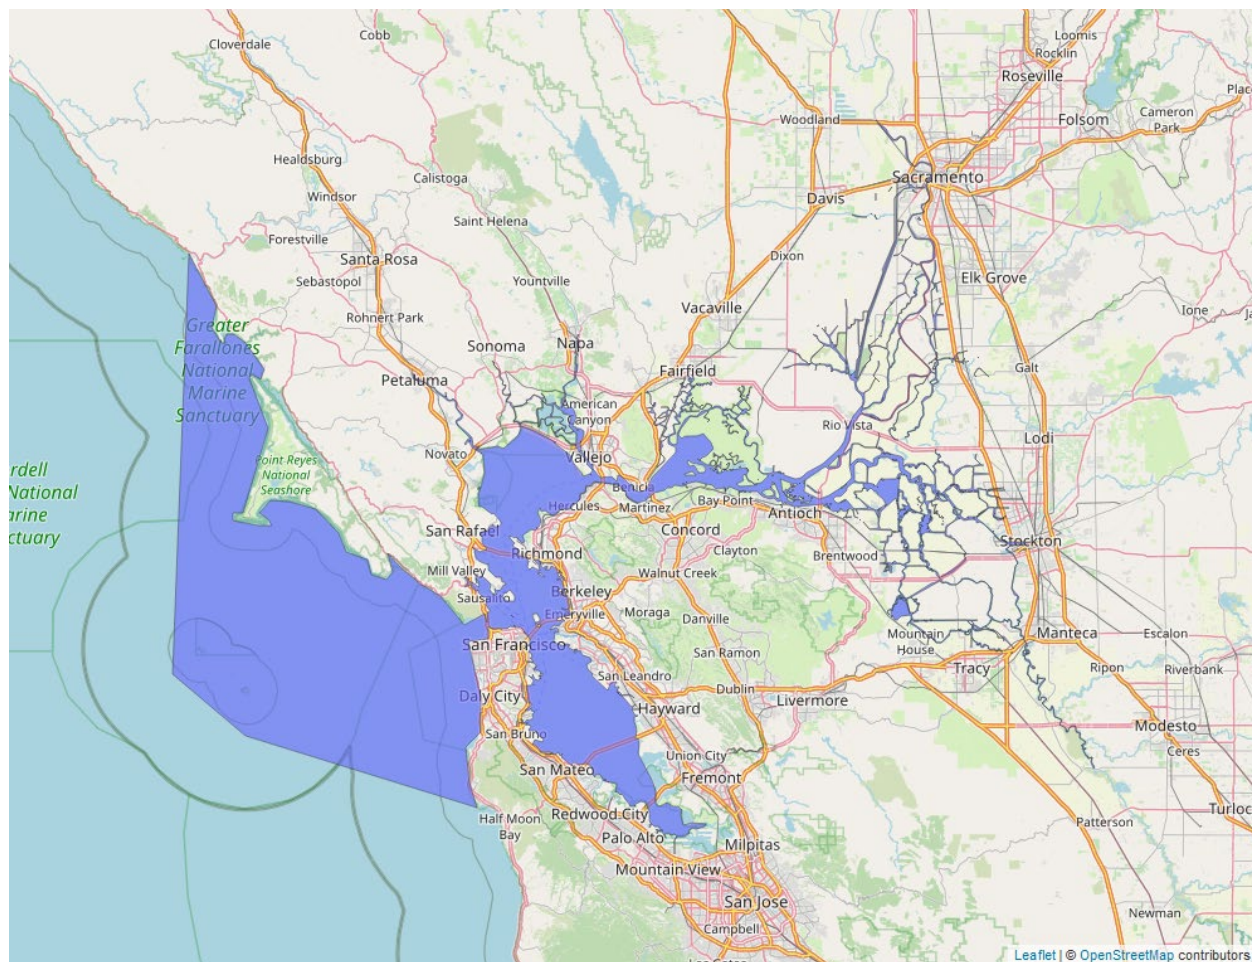 Cobb
Loomis
Cloverdale
Rocklin
Roseville
Folsom
Cameron
Park
Woodland
Healdsburg
Calistoga
Sacramento
Windsor
Davis
Saint Helena
Forestville
Santa Rosa
Dixon
Sebastopol
Yountville
Elk Grove
Vacaville
Ione
Rohnert Park
Greater
Farallones
National
Marine
Sanctuary
Sonoma
Napa
Fairfield
Galt
Petaluma
American
Canyon
Rio Vista
Lodi
Novato
Vallejo
Point Reyes
National
Seashore
rdell
National
arine
ctuary
Benicia
Hercules
Martinez
Bay Point
Antioch
San Rafael
Concord
Stockton
Richmond
Clayton
Brentwood
Mill Valley
Walnut Creek
Sausalito
Berkeley
Emeryville
Moraga
Danville
Mountain
House
Manteca
Escalon
San Francisco
San Ramon
Tracy
Ripon
Riverbank
San Leandro
Daly City
Dublin
Livermore
Hayward
Modesto
San Bruno
Union City
Ceres
San Mateo
Fremont
Half Moon
Bay
Redwood City
Palo Alto
Patterson
Turloc
Milpitas
Mountain View
San Jose
Newman
Campbell
Leaflet | © OpenStreetMap contributors